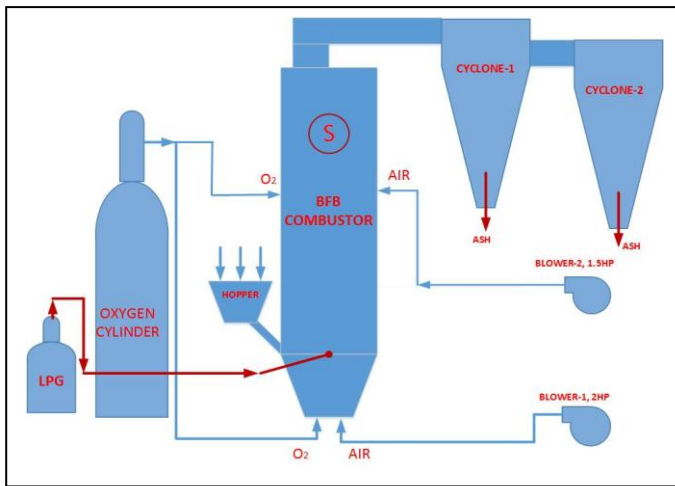 CYCLONE-1
CYCLONE-2
S
O₂
AIR
BFB
COMBUSTOR
ASH
ASH
BLOWER-2, 1.5HP
HOPPER
OXYGEN
CYLINDER
LPG
BLOWER-1, 2HP
O₂
AIR